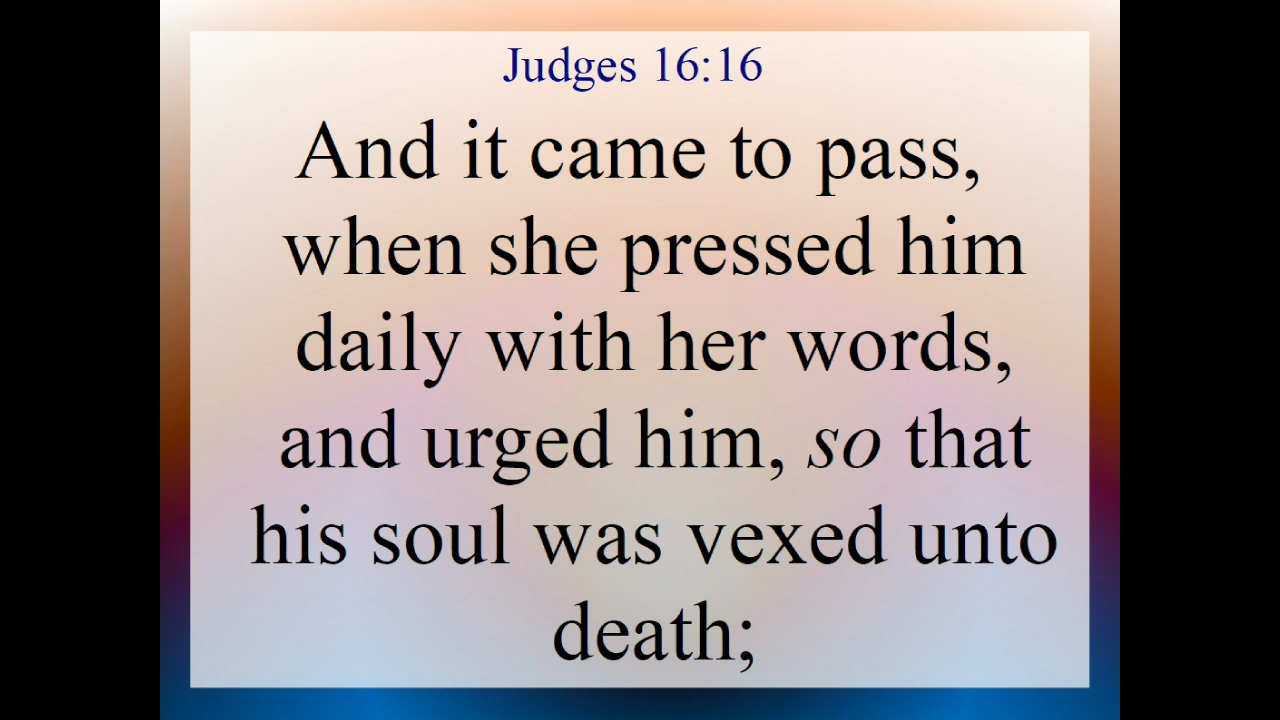 Judges 16:16
And it came to pass,
when she pressed him
daily with her words,
and urged him, so that
his soul was vexed unto
death;